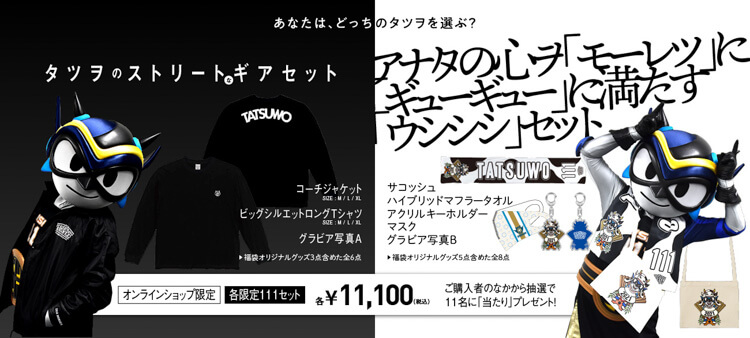 あなたは、どっちのタツヲを選ぶ?
タツヲのストリートなギアセット
TATSUWO
コーチジャケット
SIZE : M / L / XL
ビッグシルエットロングTシャツ
SIZE : M / L / XL
グラビア写真A
▶福袋オリジナルグッズ3点含めた全6点
アナタの心ヲ「モーレツ」に
「ギューギュー」に満たす
「ウシシシ」セット
TATSUWO
サコッシュ
ハイブリッドマフラータオル
アクリルキーホルダー
マスク
グラビア写真B
▶福袋オリジナルグッズ5点含めた全8点
111
オンラインショップ限定
各限定111セット
各¥11,100(税込)
ご購入者のなかから抽選で
11名に「当たり」プレゼント!